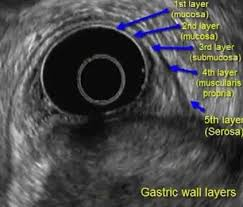 1st layer
(mucosa)
2nd layer
(mucosa)
3rd layer
(submucosa)
4th layer
(muscularis
propria)
5th layer
(Serosa)
Gastric wall layers